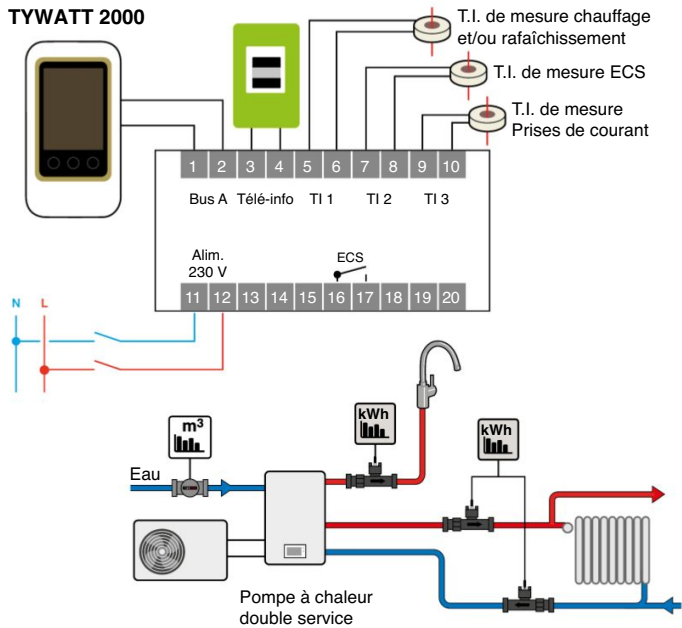 TYWATT 2000
T.I. de mesure chauffage
et/ou rafaîchissement
T.I. de mesure ECS
T.I. de mesure
Prises de courant
1 2 3 4 5 6 7 8 9 10
Bus A Télé-info TI 1 TI 2 TI 3
Alim.
230 V
ECS
11 12 13 14 15 16 17 18 19 20
N L
m³
kWh
kWh
Eau
Pompe à chaleur
double service